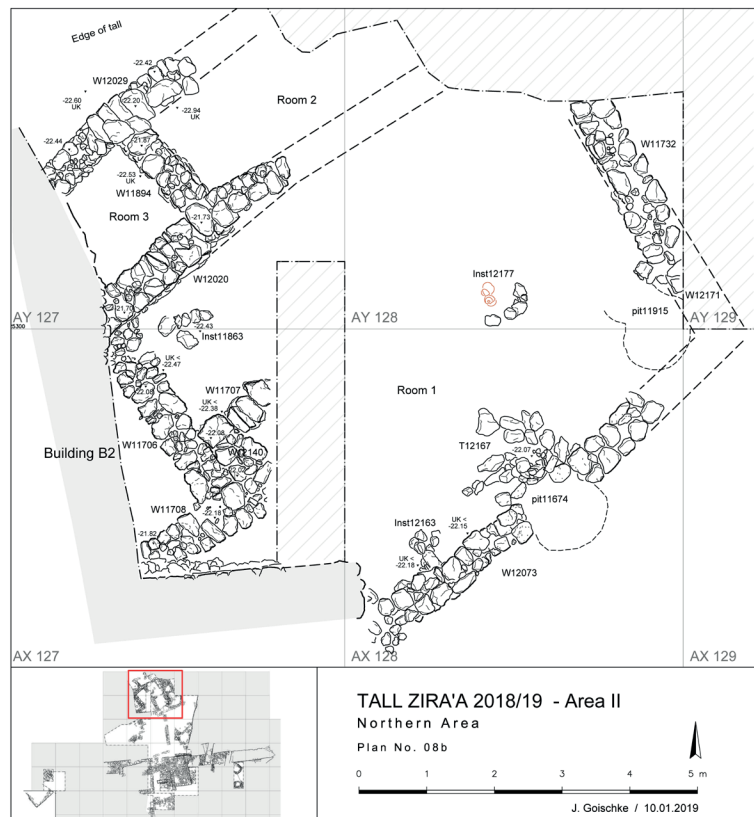 Edge of tall
-22.42
W12029
-22.60
UK
-22.20
-22.94
UK
Room 2
-22.44
-21.87
-22.53
UK
W11732
W11894
Room 3
-21.73
W12020
Inst12177
W12171
-21.70
pit11915
AY 127
AY 128
AY 129
5300
-22.43
Inst11863
UK <
-22.47
W11707
UK <
-22.38
-22.08
Room 1
-22.08
W11706
W12140
T12167
-22.07
Building B2
W11708
-22.18
pit11674
Inst12163
UK <
-22.15
-21.82
UK <
-22.18
W12073
AX 127
AX 128
AX 129
TALL ZIRA'A 2018/19 - Area II
Northern Area
Plan No. 08b
0 1 2 3 4 5 m
J. Goischke / 10.01.2019